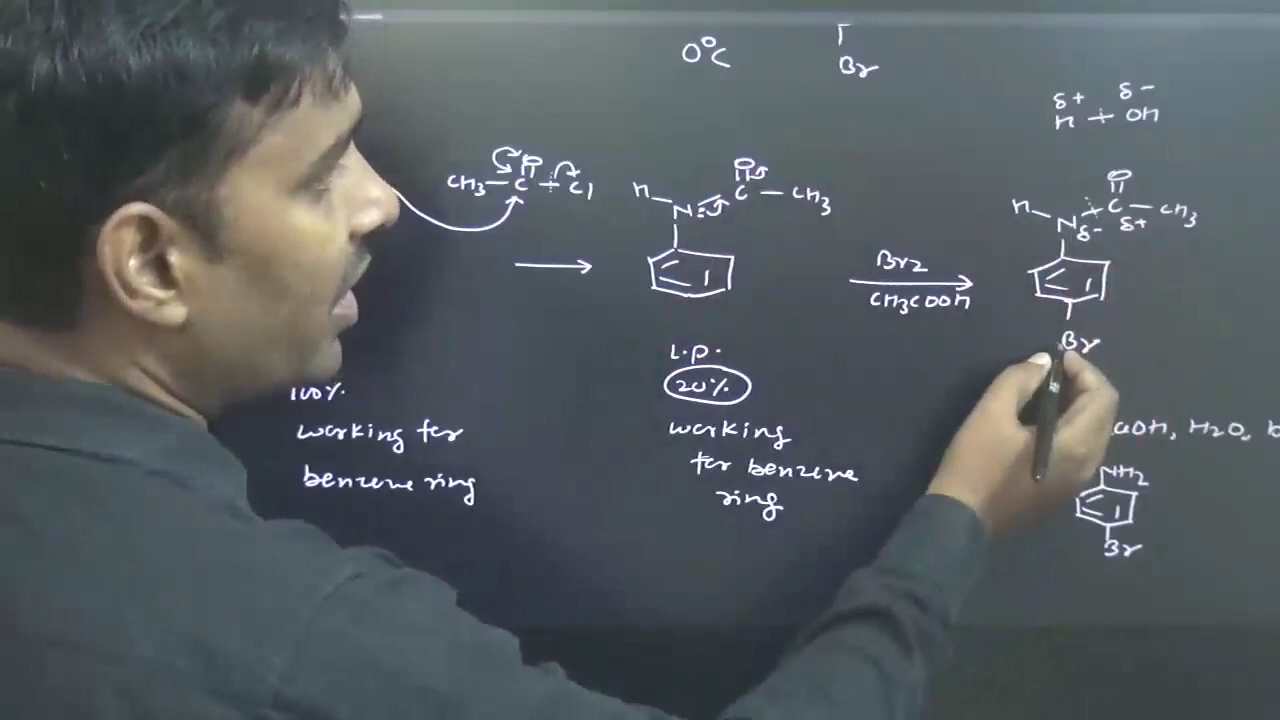 0°C
Br
δ+ δ-
H + OH
CH3-C+Cl
O
H N C-CH3
O
Br2
CH3COOH
H N C-CH3
O
δ- δ+
Br
L.P.
20%
working
for benzene
ring
100%
working for
benzene ring
aOH, H2O,
NH2
Br